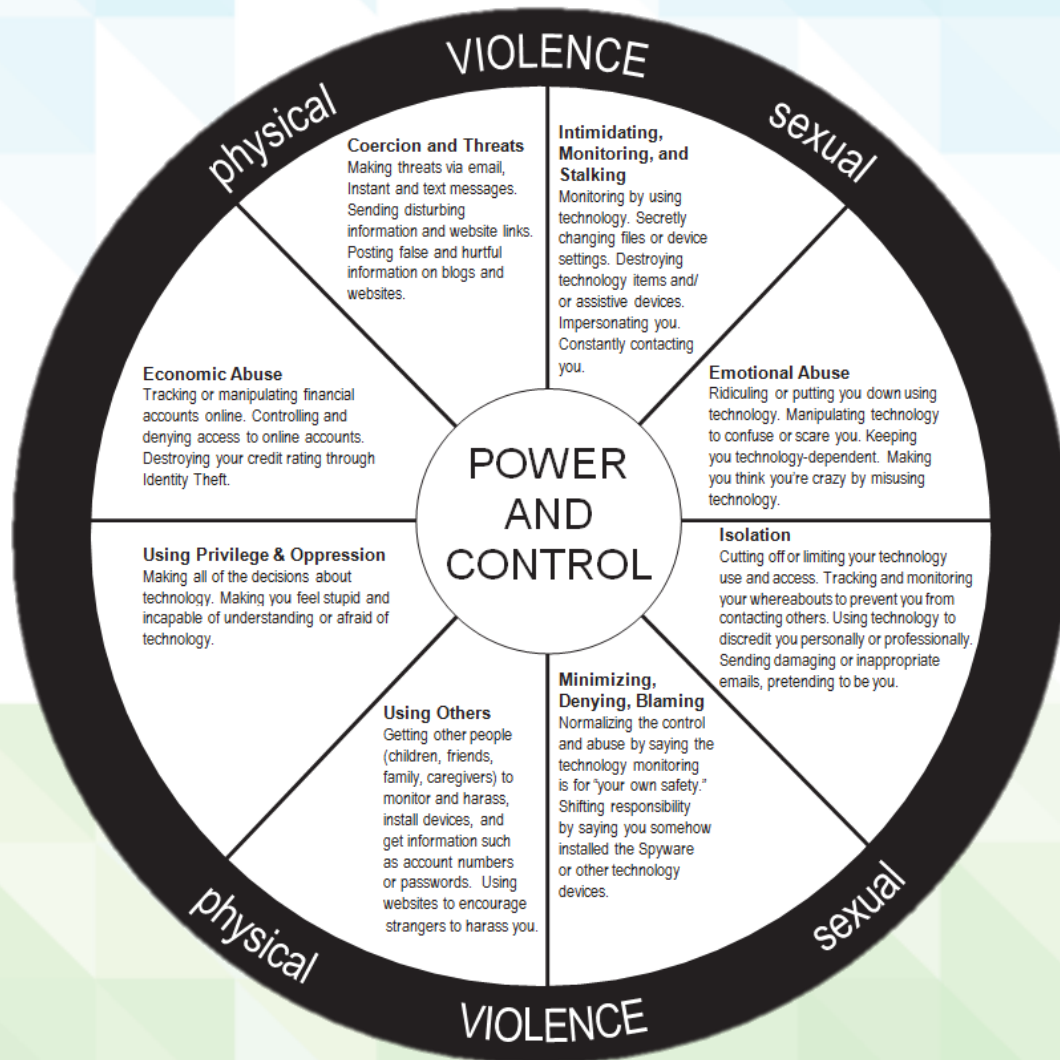 VIOLENCE
physical
sexual
Coercion and Threats
Making threats via email,
Instant and text messages.
Sending disturbing
information and website links.
Posting false and hurtful
information on blogs and
websites.
Intimidating,
Monitoring, and
Stalking
Monitoring by using
technology. Secretly
changing files or device
settings. Destroying
technology items and/
or assistive devices.
Impersonating you.
Constantly contacting
you.
Economic Abuse
Tracking or manipulating financial
accounts online. Controlling and
denying access to online accounts.
Destroying your credit rating through
Identity Theft.
Emotional Abuse
Ridiculing or putting you down using
technology. Manipulating technology
to confuse or scare you. Keeping
you technology-dependent. Making
you think you're crazy by misusing
technology.
POWER
AND
CONTROL
Using Privilege & Oppression
Making all of the decisions about
technology. Making you feel stupid and
incapable of understanding or afraid of
technology.
Isolation
Cutting off or limiting your technology
use and access. Tracking and monitoring
your whereabouts to prevent you from
contacting others. Using technology to
discredit you personally or professionally.
Sending damaging or inappropriate
emails, pretending to be you.
Using Others
Getting other people
(children, friends,
family, caregivers) to
monitor and harass,
install devices, and
get information such
as account numbers
or passwords. Using
websites to encourage
strangers to harass you.
Minimizing,
Denying, Blaming
Normalizing the control
and abuse by saying the
technology monitoring
is for "your own safety."
Shifting responsibility
by saying you somehow
installed the Spyware
or other technology
devices.
physical
sexual
VIOLENCE